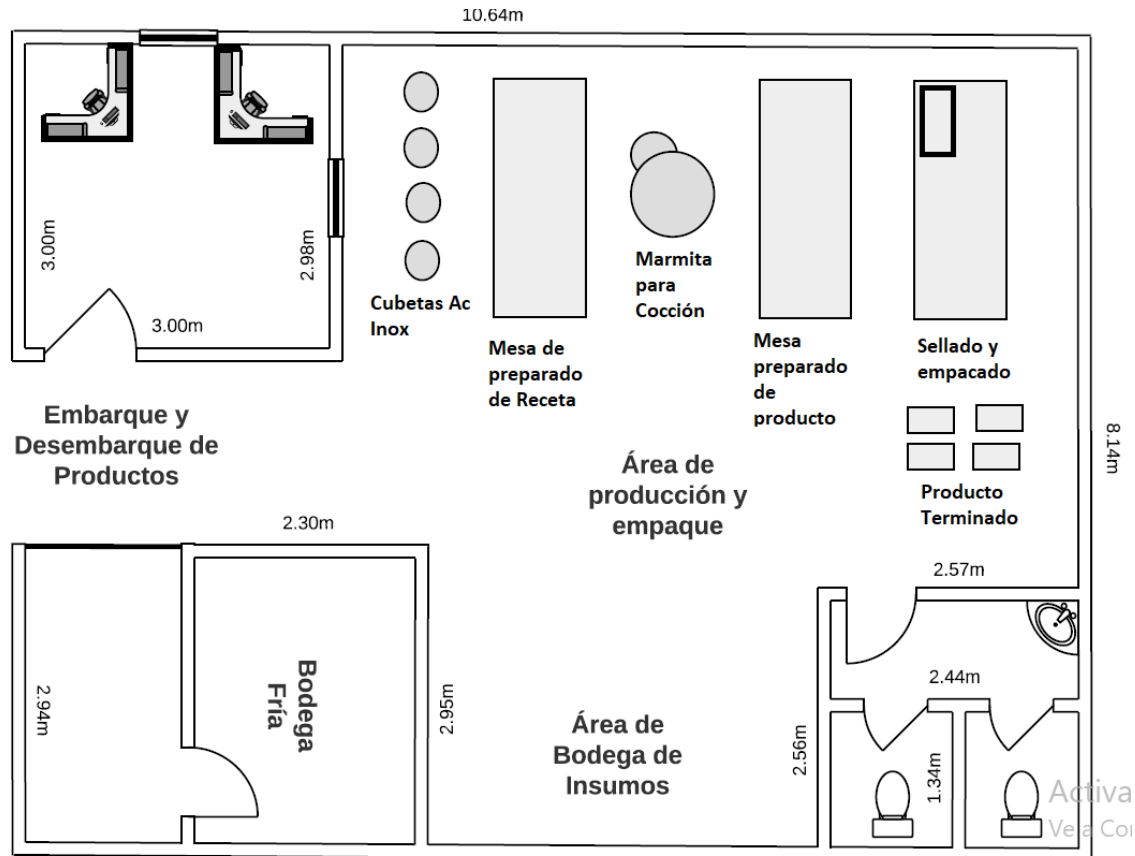 10.64m
3.00m
2.98m
3.00m
Cubetas Ac
Inox
Mesa de
preparado
de Receta
Marmita
para
Cocción
Mesa
preparado
de
producto
Sellado y
empacado
Producto
Terminado
8.14m
Embarque y
Desembarque de
Productos
Área de
producción y
empaque
2.30m
2.57m
2.94m
Bodega
Fría
2.95m
Área de
Bodega de
Insumos
2.56m
2.44m
1.34m
Activa
Ve a Con